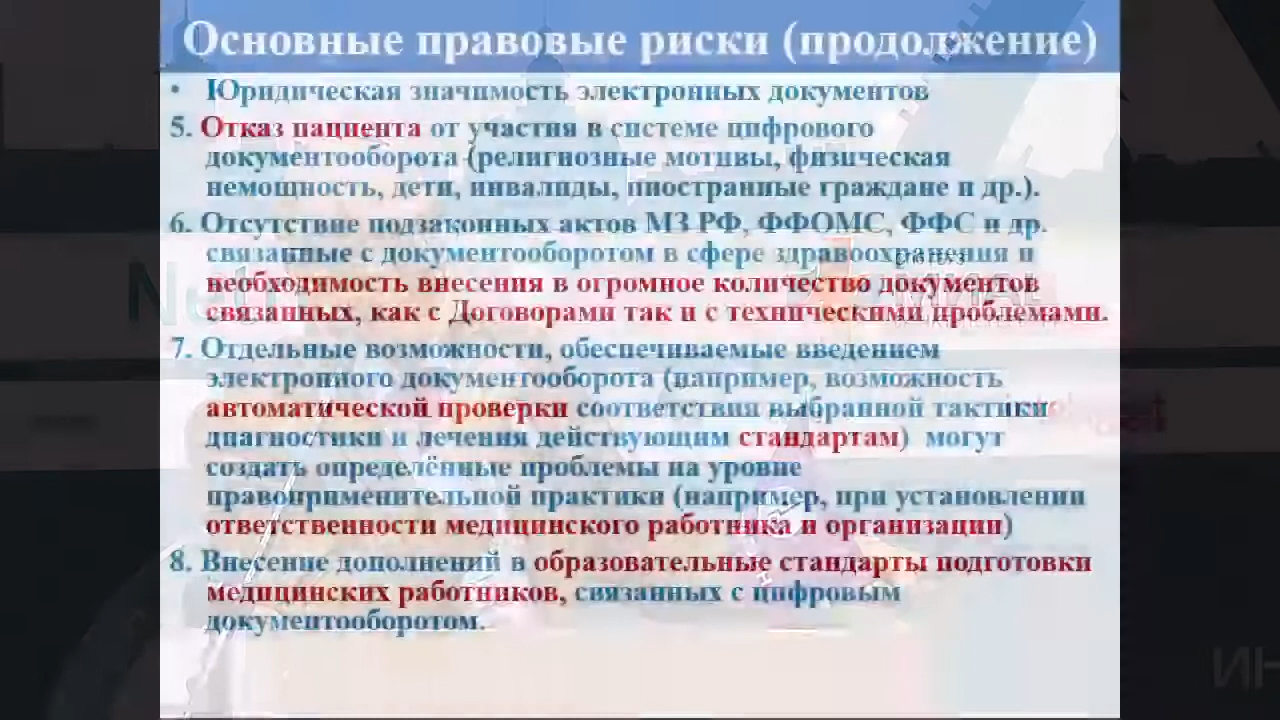 Основные правовые риски (продолжение)
• Юридическая значимость электронных документов
5. Отказ пациента от участия в системе цифрового
документооборота (религиозные мотивы, физическая
немощность, дети, инвалиды, иностранные граждане и др.).
6. Отсутствие подзаконных актов МЗ РФ, ФФОМС, ФФС и др.
связанные с документооборотом в сфере здравоохранения и
необходимость внесения в огромное количество документов
связанных, как с Договорами так и с техническими проблемами.
7. Отдельные возможности, обеспечиваемые введением
электронного документооборота (например, возможность
автоматической проверки соответствия выбранной тактики
диагностики и лечения действующим стандартам) могут
создать определённые проблемы на уровне
правоприменительной практики (например, при установлении
ответственности медицинского работника и организации)
8. Внесение дополнений в образовательные стандарты подготовки
медицинских работников, связанных с цифровым
документооборотом.